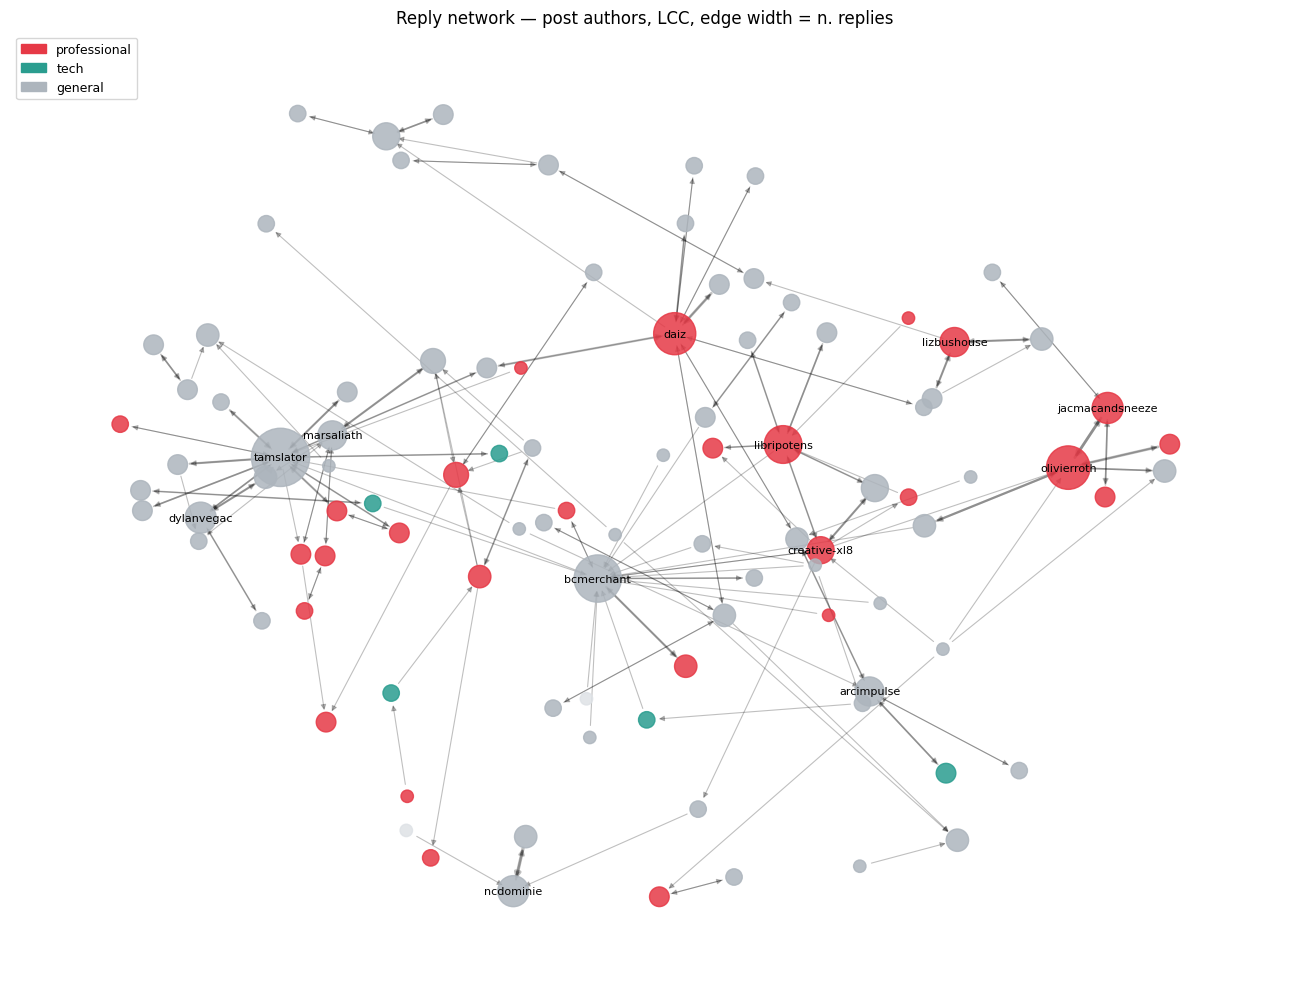 Reply network — post authors, LCC, edge width = n. replies
professional
tech
general
daiz
lizbushouse
jacmacandsneeze
marsaliath
libripotens
tamslator
olivierroth
dylanvegac
creative-xl8
bcmerchant
arcimpulse
ncdominie